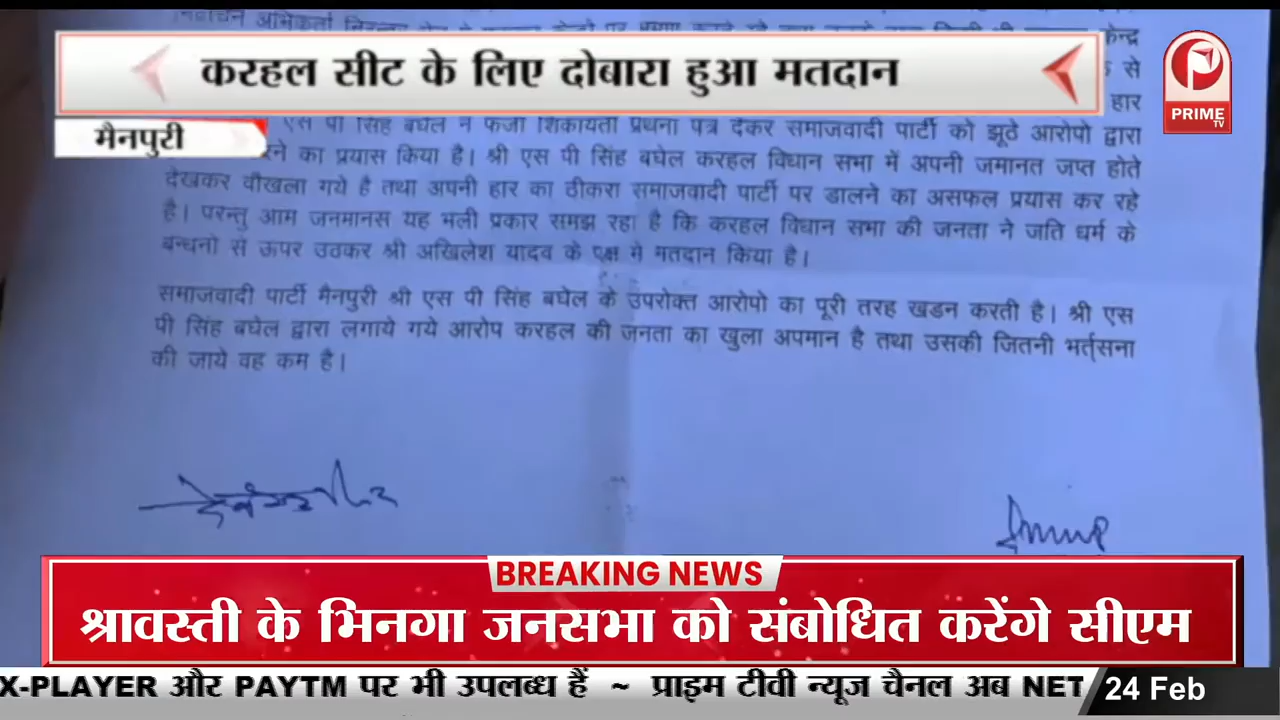 निर्वाचन अभिकर्ता
केन्द्र
करहल सीट के लिए दोबारा हुआ मतदान
से
हार
PRIME
TV
मैनपुरी
एस पी सिंह बघेल ने फर्जी शिकायती प्रथना पत्र देकर समाजवादी पार्टी को झूठे आरोपो द्वारा
का प्रयास किया है। श्री एस पी सिंह बघेल करहल विधान सभा में अपनी जमानत जप्त होते
देखकर वौखला गये है तथा अपनी हार का ठीकरा समाजवादी पार्टी पर डालने का असफल प्रयास कर रहे
है। परन्तु आम जनमानस यह भली प्रकार समझ रहा है कि करहल विधान सभा की जनता ने जाति धर्म के
बन्धनो से ऊपर उठकर श्री अखिलेश यादव के पक्ष मे मतदान किया है।
समाजवादी पार्टी मैनपुरी श्री एस पी सिंह बघेल के उपरोक्त आरोपो का पूरी तरह खडन करती है। श्री एस
पी सिंह बघेल द्वारा लगाये गये आरोप करहल की जनता का खुला अपमान है तथा उसकी जितनी भर्त्सना
की जाये वह कम है।
BREAKING NEWS
श्रावस्ती के भिनगा जनसभा को संबोधित करेंगे सीएम
X-PLAYER और PAYTM पर भी उपलब्ध हैं ~ प्राइम टीवी न्यूज चैनल अब NET
24 Feb